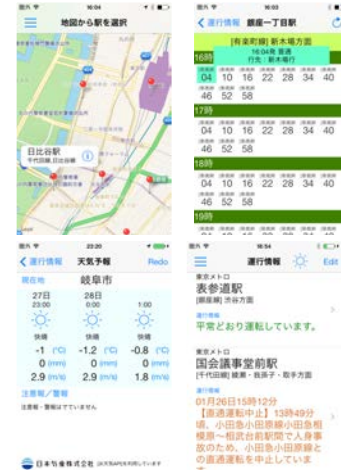 圏外 16:04
地図から駅を選択
日比谷駅
千代田線,日比谷線
圏外 16:03
運行情報 銀座一丁目駅
[有楽町線] 新木場方面
16:04発 普通
行先：新木場行
16時
04 10 16 22 28 34 40
46 52 58
17時
04 10 16 22 28 34 40
46 52 58
18時
04 10 16 22 28 34 40
46 52 58
19時
圏外 23:20
運行情報 天気予報 Redo
現在地 岐阜市
27日 28日
23:00 0:00 1:00
快晴 快晴 快晴
-1 (℃) -1.2 (℃) -0.8 (℃)
0 (mm) 0 (mm) 0 (mm)
2.9 (m/s) 2.9 (m/s) 1.8 (m/s)
注意報／警報
注意報・警報はでていません
日本気象株式会社
圏外 16:54
運行情報 Edit
東京メトロ
表参道駅
[銀座線] 渋谷方面
運行情報
平常どおり運転しています。
東京メトロ
国会議事堂前駅
[千代田線] 綾瀬・我孫子・取手方面
運行情報
01月26日15時12分
【直通運転中止】13時49分
頃、小田急小田原線小田急相
模原〜相武台前駅間で人身事
故のため、小田急小田原線と
の直通運転を中止していま